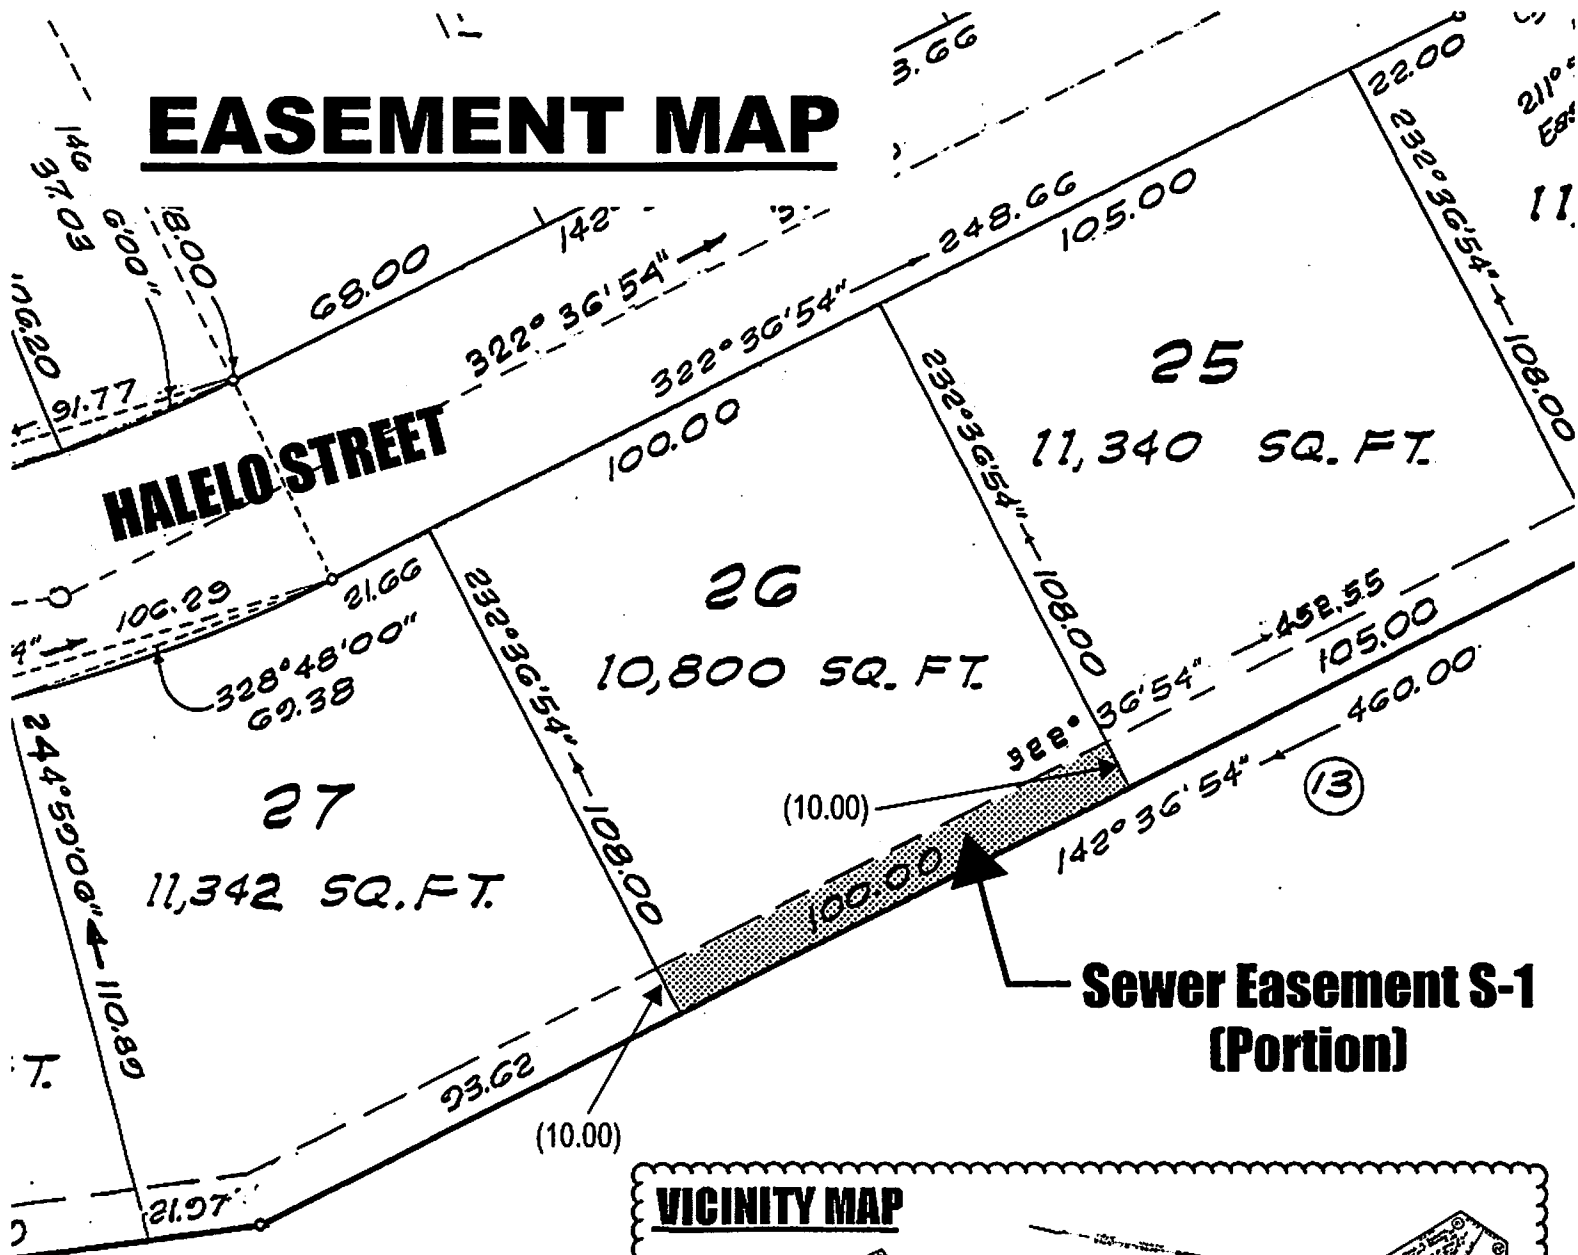 EASEMENT MAP
3.66
22.00
146
37.03
6'00"
18.00
68.00
142
322° 36' 54"
322° 36' 54" 248.66
105.00
232° 36' 54" 108.00
91.77
HALELO STREET
100.00
25
11,340 SQ. FT.
232° 36' 54" 108.00
106.29
21.66
328° 48' 00"
69.38
26
10,800 SQ. FT.
232° 36' 54" 108.00
322° 36' 54" 452.55
105.00
142° 36' 54" 460.00
13
244° 59' 06" 110.89
27
11,342 SQ. FT.
(10.00)
100.00
Sewer Easement S-1
(Portion)
T.
93.62
(10.00)
21.97
VICINITY MAP